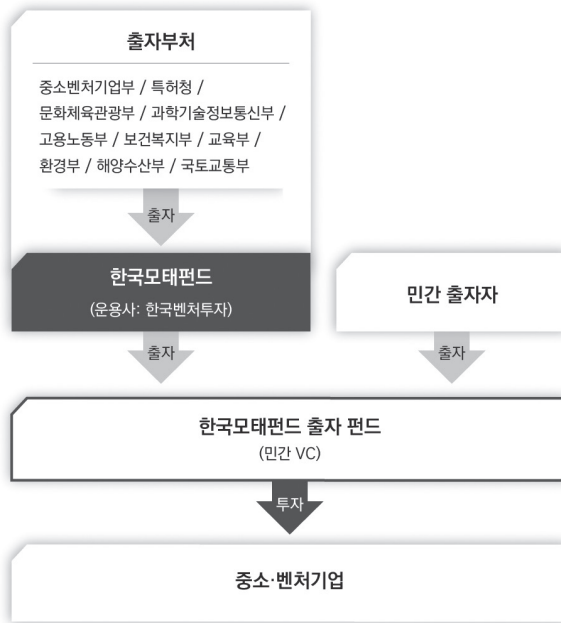 출자부처
중소벤처기업부 / 특허청 /
문화체육관광부 / 과학기술정보통신부 /
고용노동부 / 보건복지부 / 교육부 /
환경부 / 해양수산부 / 국토교통부
출자
한국모태펀드
(운용사: 한국벤처투자)
민간 출자자
출자
출자
한국모태펀드 출자 펀드
(민간 VC)
투자
중소·벤처기업